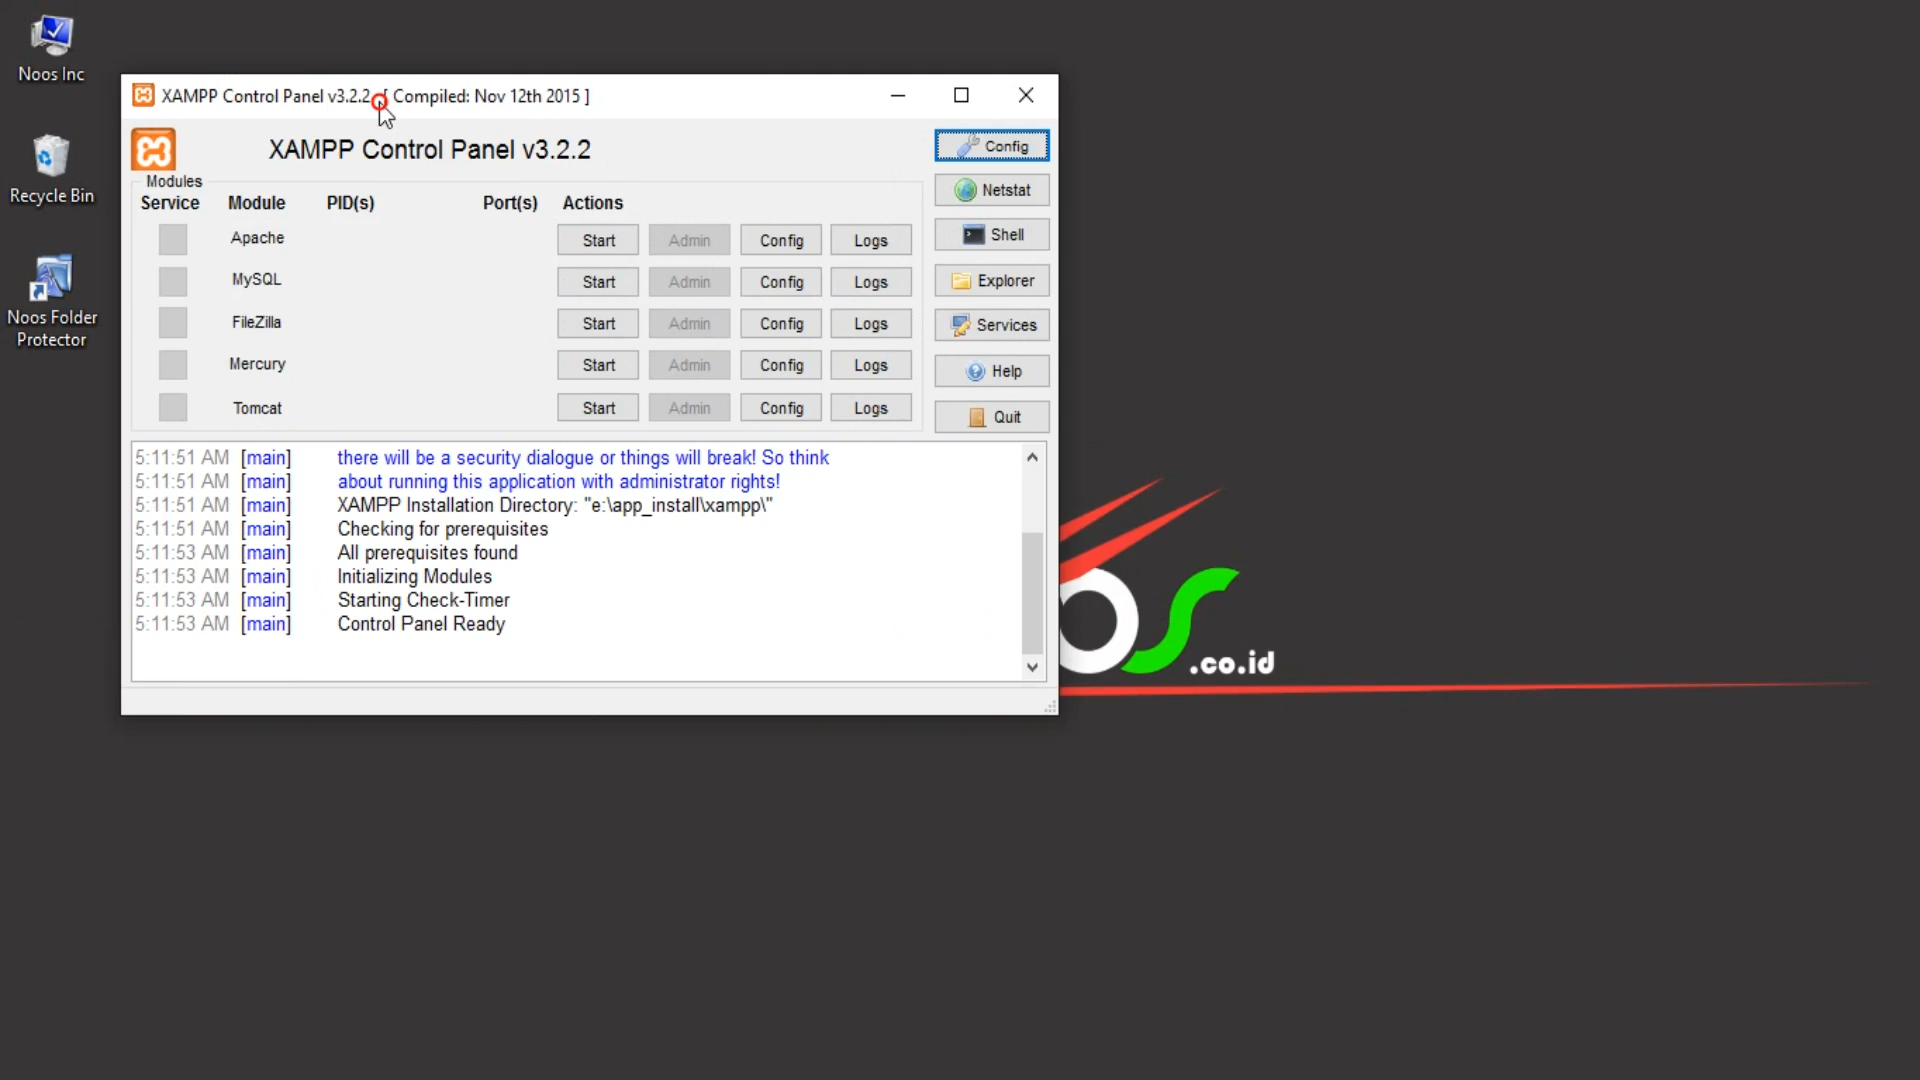 Noos Inc
Recycle Bin
Noos Folder
Protector
XAMPP Control Panel v3.2.2 [ Compiled: Nov 12th 2015 ]
XAMPP Control Panel v3.2.2
Modules
Service Module PID(s) Port(s) Actions
Apache Start Admin Config Logs
MySQL Start Admin Config Logs
FileZilla Start Admin Config Logs
Mercury Start Admin Config Logs
Tomcat Start Admin Config Logs
Config
Netstat
Shell
Explorer
Services
Help
Quit
5:11:51 AM [main] there will be a security dialogue or things will break! So think
5:11:51 AM [main] about running this application with administrator rights!
5:11:51 AM [main] XAMPP Installation Directory: "e:\app_install\xampp\"
5:11:51 AM [main] Checking for prerequisites
5:11:53 AM [main] All prerequisites found
5:11:53 AM [main] Initializing Modules
5:11:53 AM [main] Starting Check-Timer
5:11:53 AM [main] Control Panel Ready
os.co.id